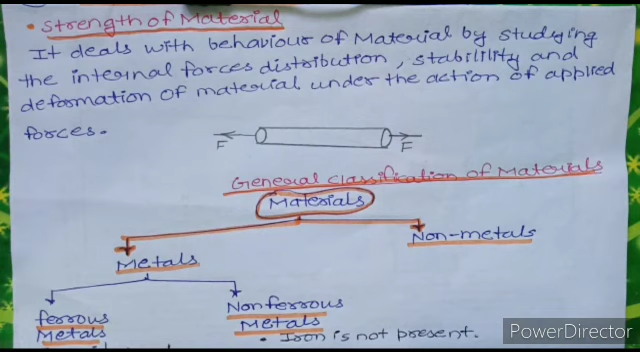 • Strength of Material
It deals with behaviour of Material by studying
the internal forces distribution, stabilility and
deformation of material under the action of applied
forces.
F F
General Classification of Materials
Materials
Metals Non-metals
ferrous Nonferrous
Metals Metals
• Iron is not present.
PowerDirector